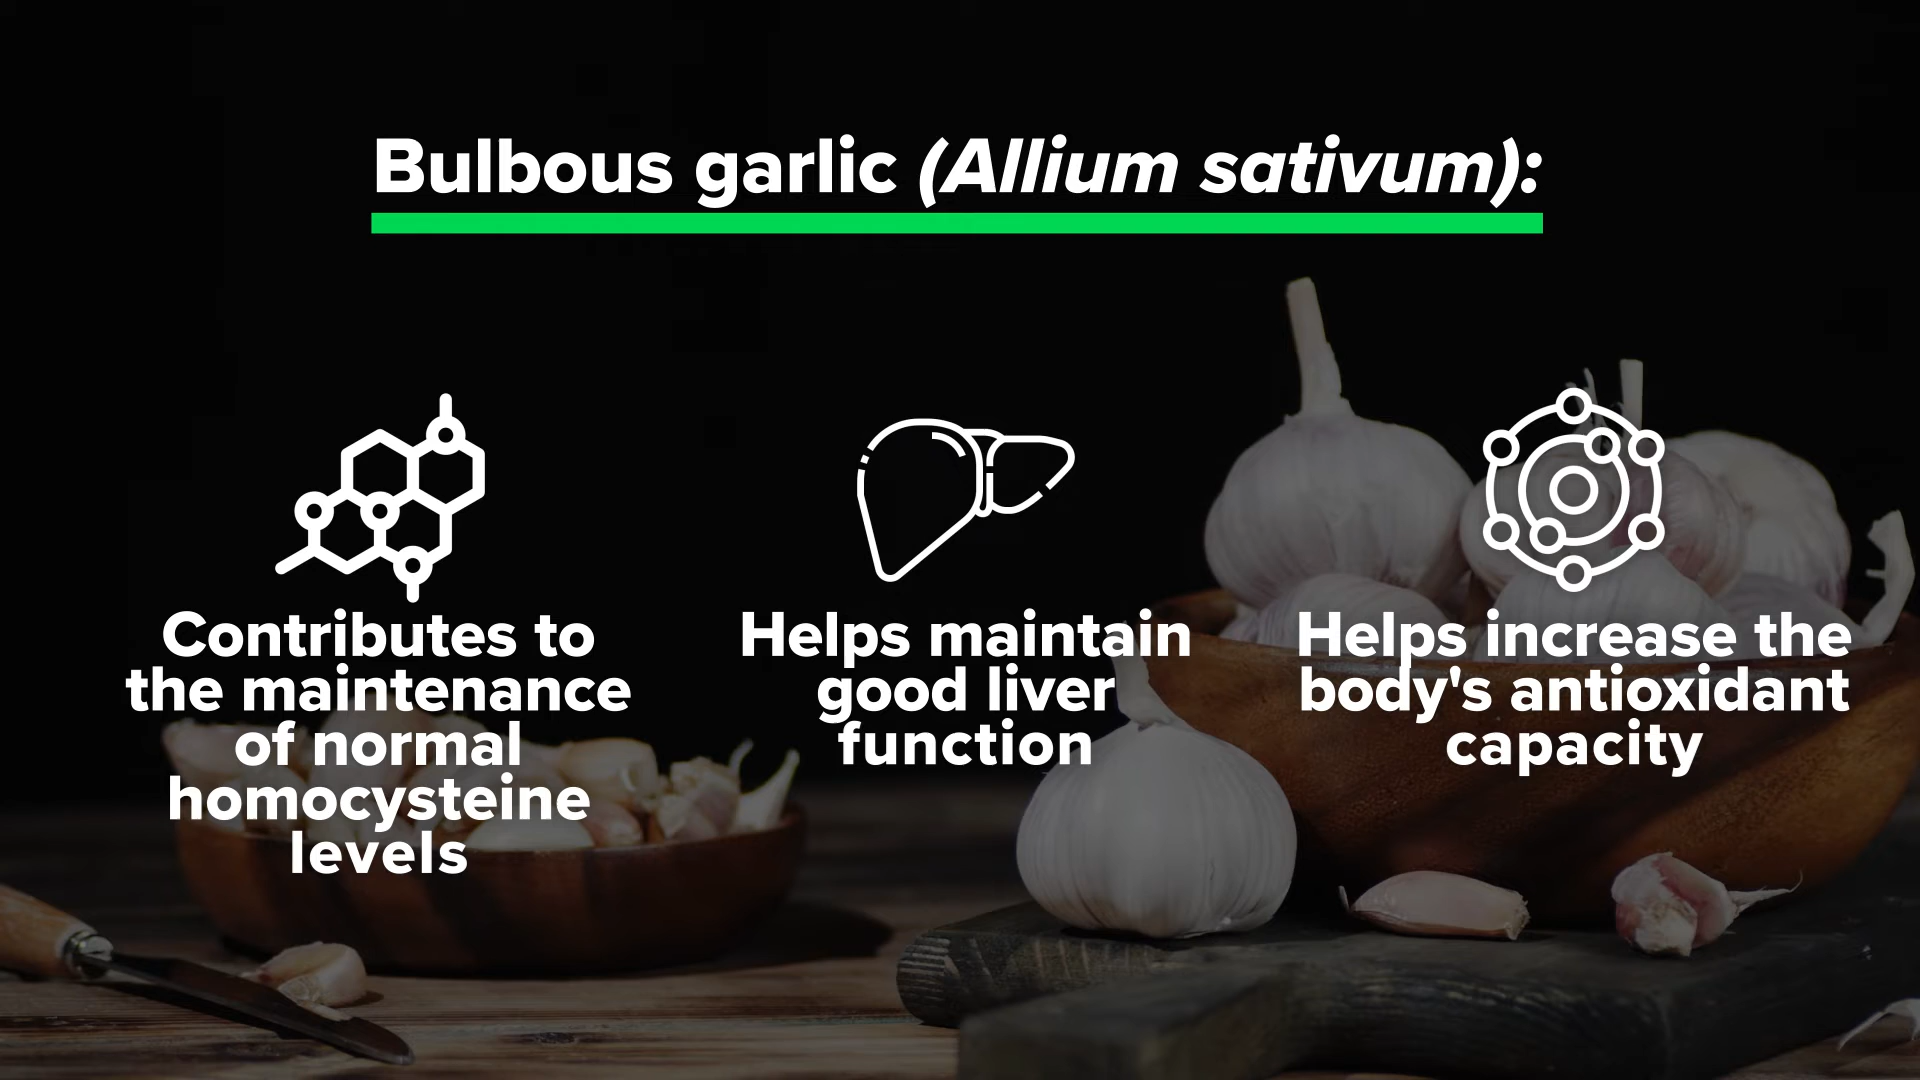 Bulbous garlic (Allium sativum):
Contributes to
the maintenance
of normal
homocysteine
levels
Helps maintain
good liver
function
Helps increase the
body's antioxidant
capacity